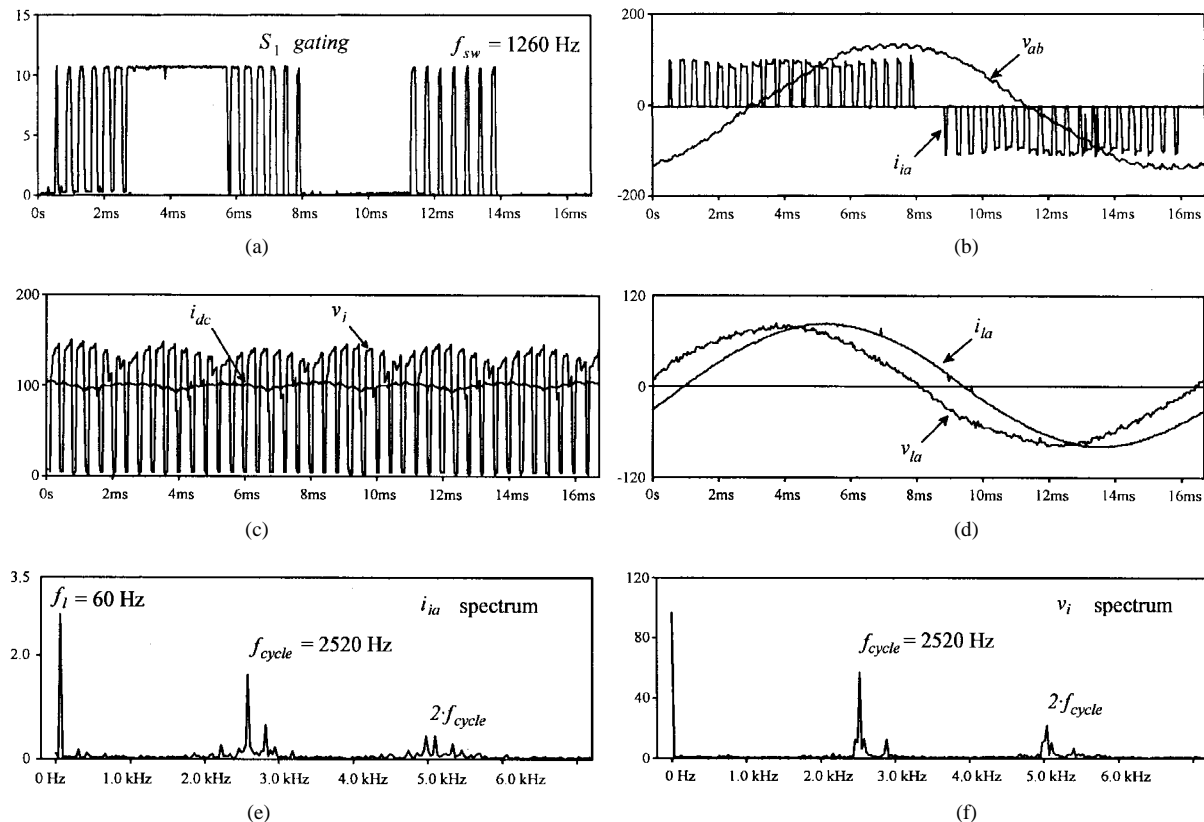 15
10
5
0
S1 gating
fsw = 1260 Hz
0s 2ms 4ms 6ms 8ms 10ms 12ms 14ms 16ms
(a)
200
100
0
-100
-200
vab
iia
0s 2ms 4ms 6ms 8ms 10ms 12ms 14ms 16ms
(b)
200
100
0
idc
vi
0s 2ms 4ms 6ms 8ms 10ms 12ms 14ms 16ms
(c)
120
0
-120
ila
vla
0s 2ms 4ms 6ms 8ms 10ms 12ms 14ms 16ms
(d)
3.5
2.0
0
fl = 60 Hz
iia spectrum
fcycle = 2520 Hz
2·fcycle
0 kHz 1.0 kHz 2.0 kHz 3.0 kHz 4.0 kHz 5.0 kHz 6.0 kHz
(e)
120
80
40
0
vi spectrum
fcycle = 2520 Hz
2·fcycle
0 kHz 1.0 kHz 2.0 kHz 3.0 kHz 4.0 kHz 5.0 kHz 6.0 kHz
(f)